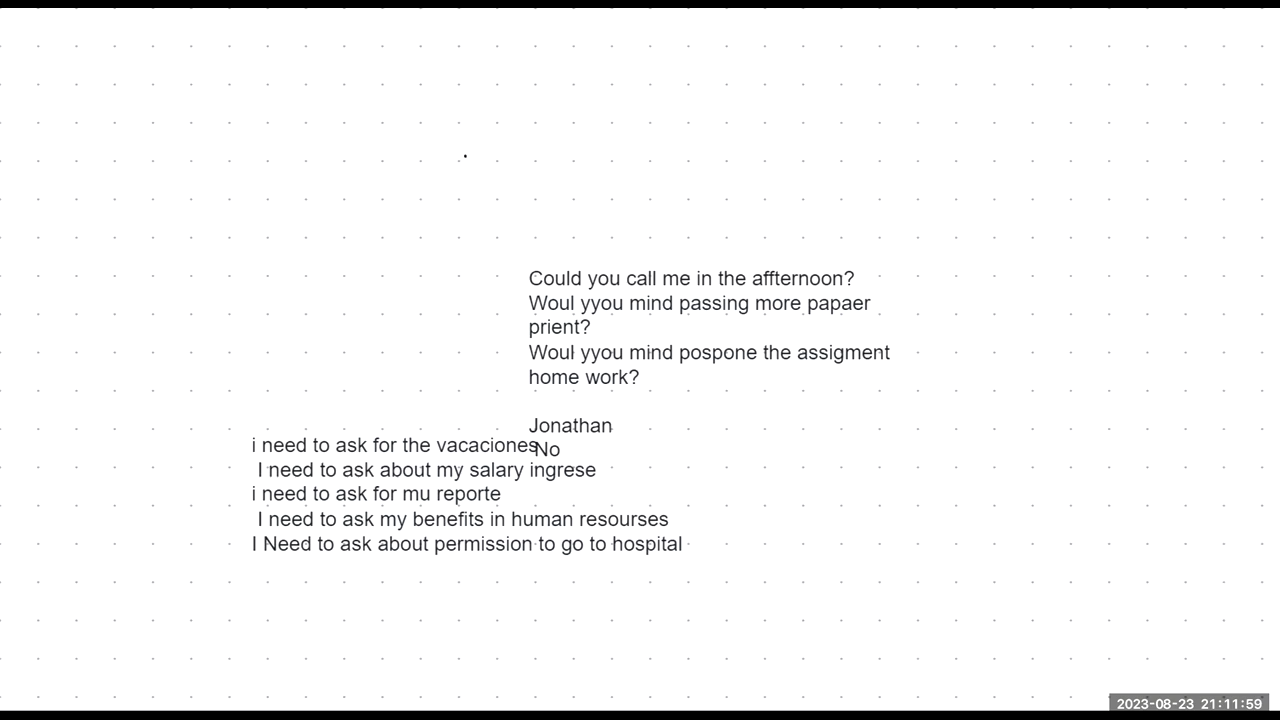 Could you call me in the affternoon?
Woul yyou mind passing more papaer
prient?
Woul yyou mind pospone the assigment
home work?
Jonathan
No
i need to ask for the vacaciones
I need to ask about my salary ingrese
i need to ask for mu reporte
I need to ask my benefits in human resourses
I Need to ask about permission to go to hospital
2023-08-23 21:11:59